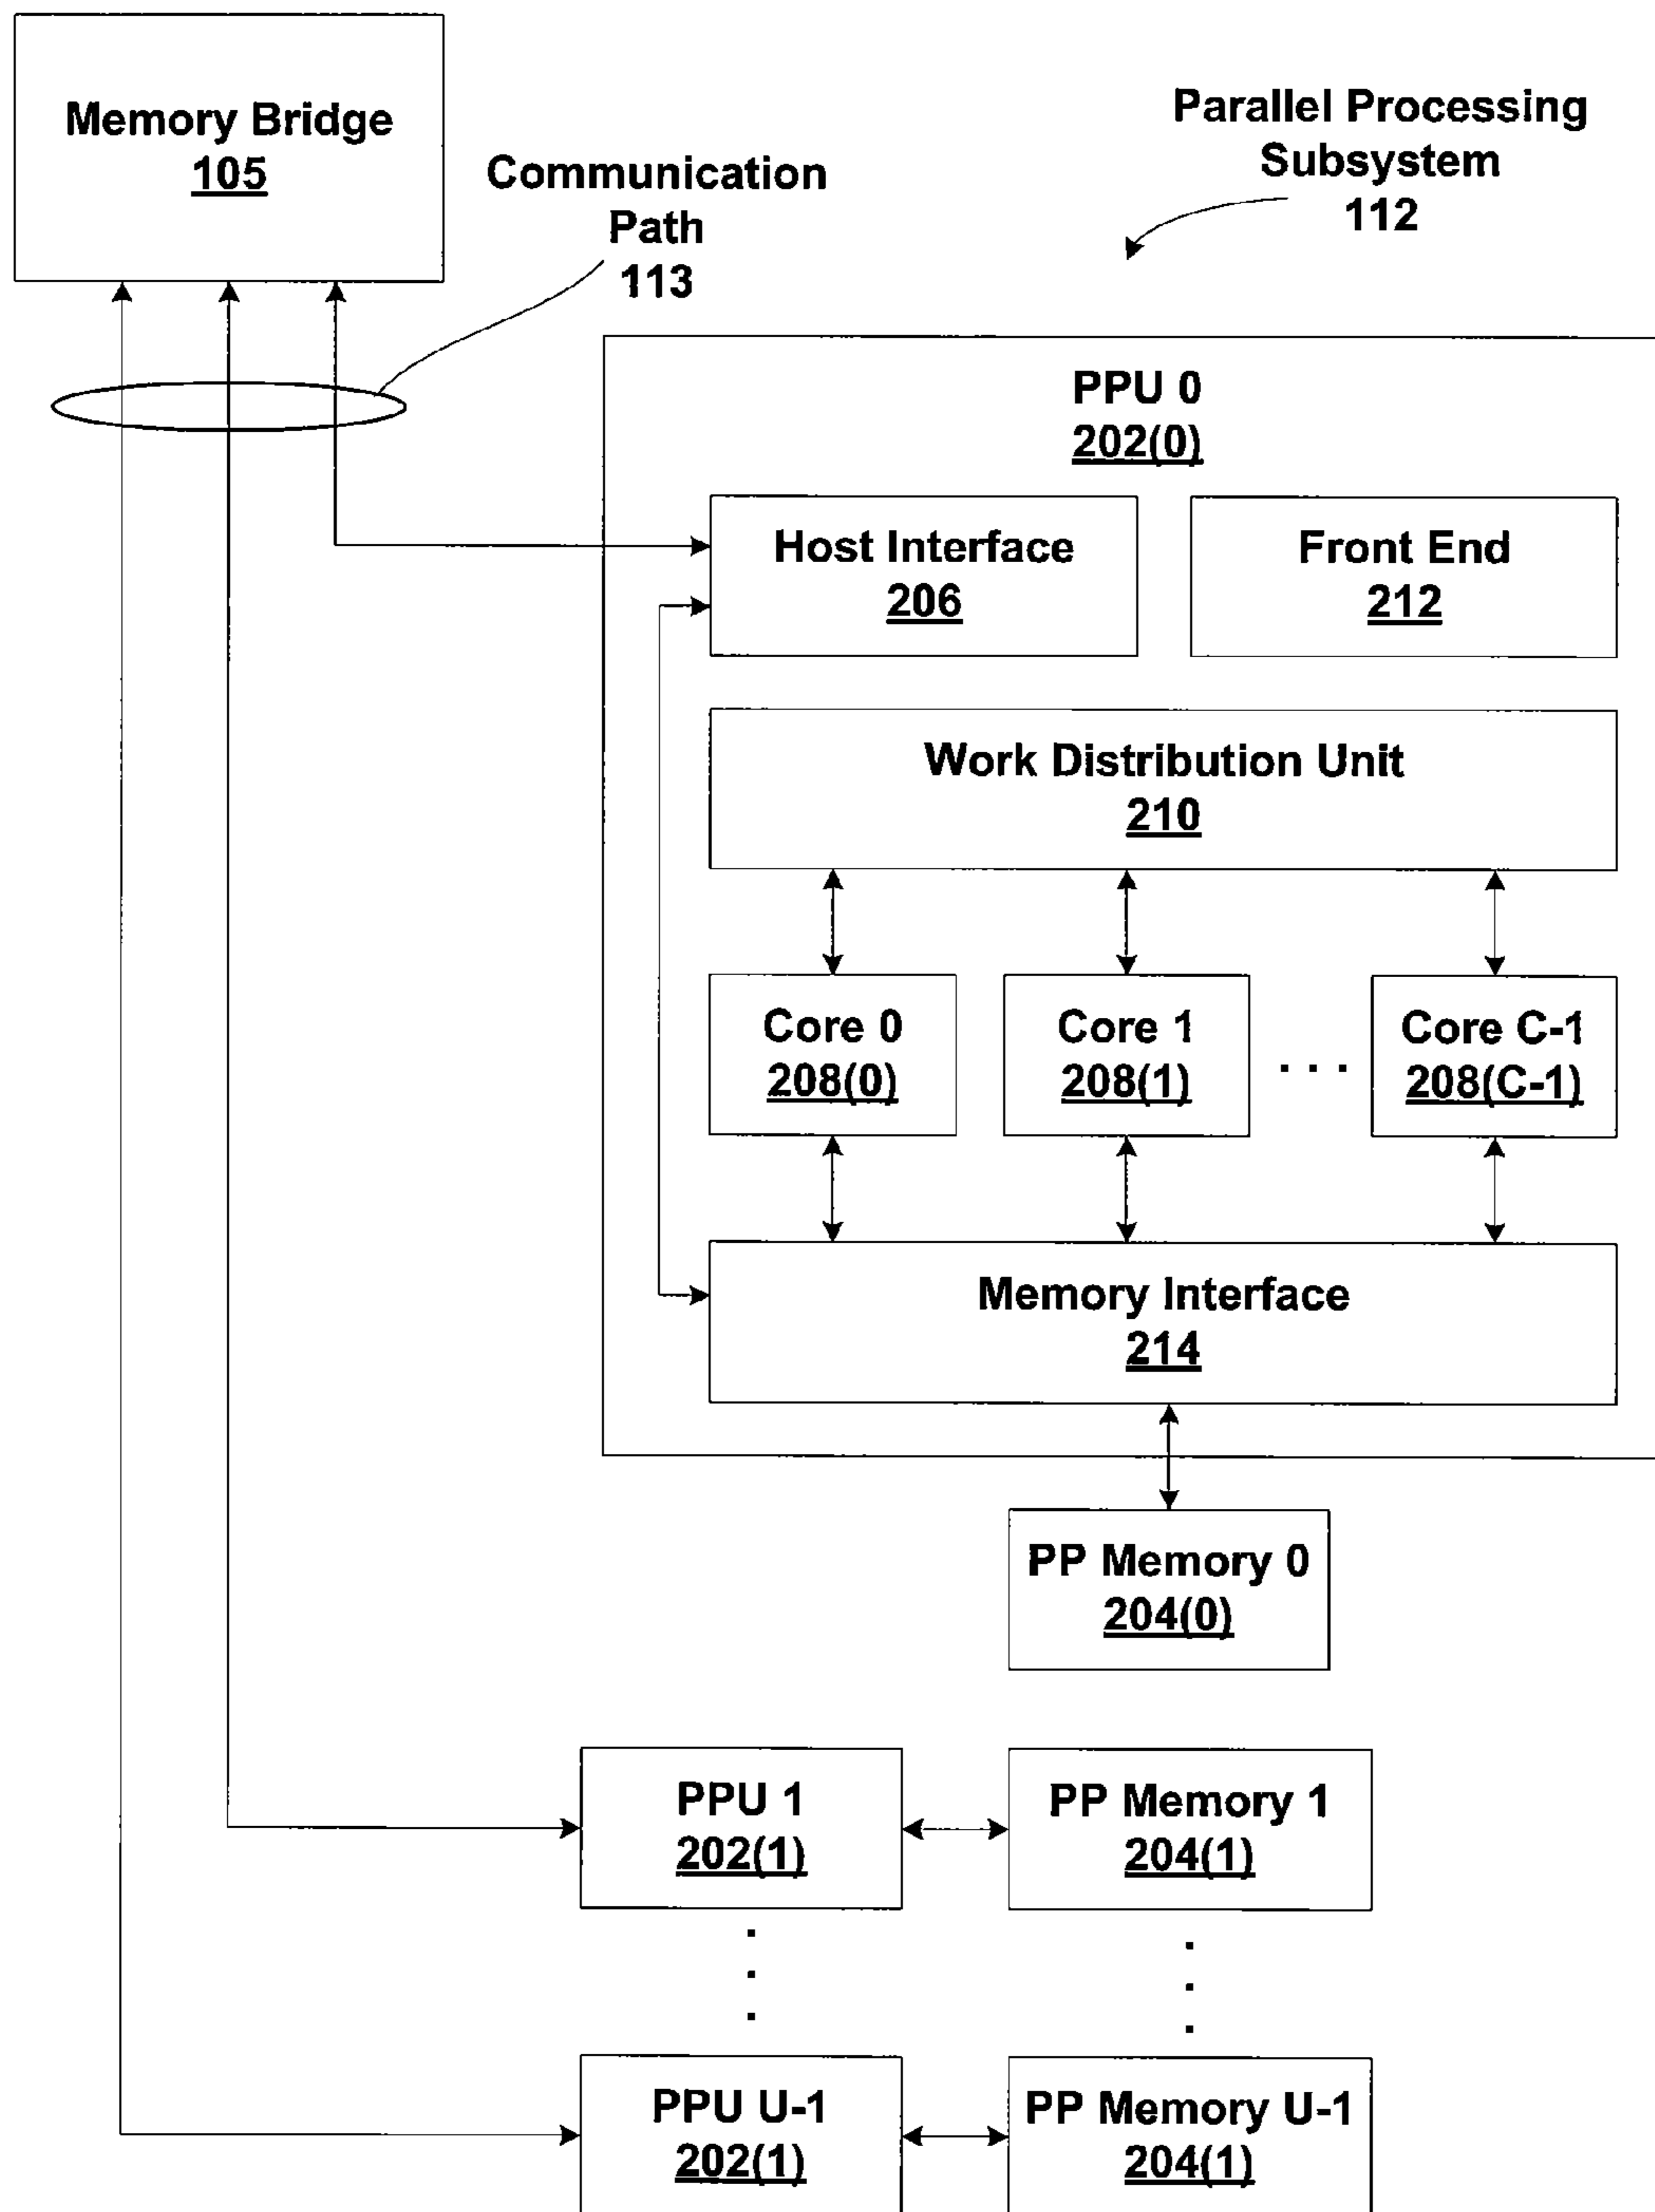 Memory Bridge
105
Communication
Path
113
Parallel Processing
Subsystem
112
PPU 0
202(0)
Host Interface
206
Front End
212
Work Distribution Unit
210
Core 0
208(0)
Core 1
208(1)
. . .
Core C-1
208(C-1)
Memory Interface
214
PP Memory 0
204(0)
PPU 1
202(1)
PP Memory 1
204(1)
PPU U-1
202(1)
PP Memory U-1
204(1)